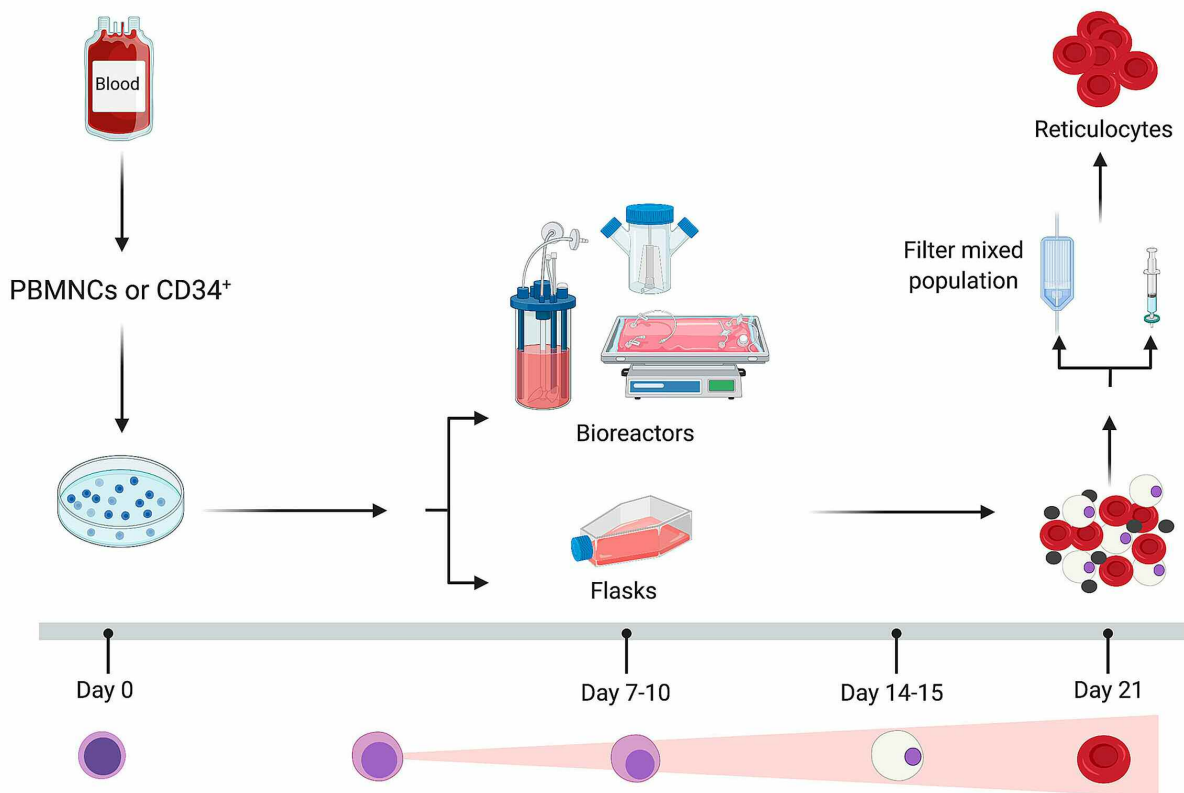 Blood
PBMNCs or CD34⁺
Bioreactors
Flasks
Reticulocytes
Filter mixed
population
Day 0
Day 7-10
Day 14-15
Day 21